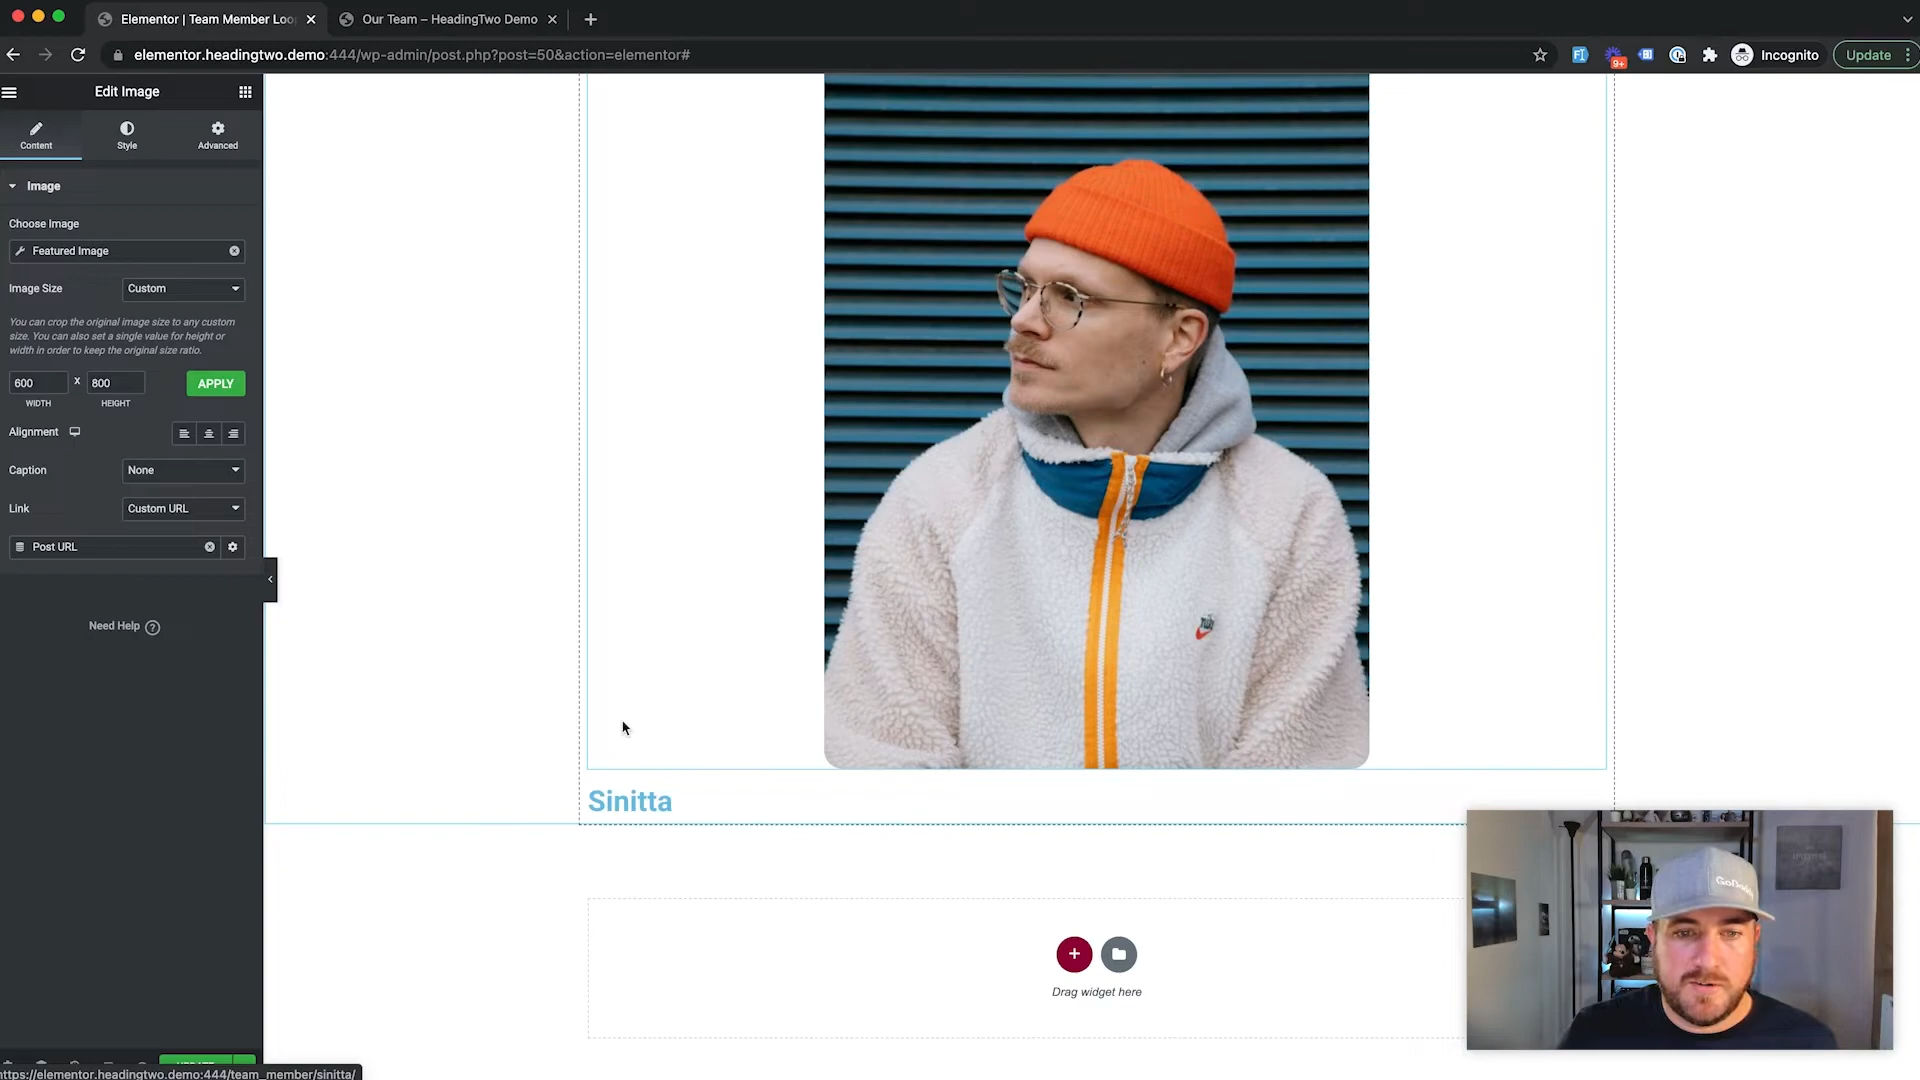 Elementor | Team Member Loo
Our Team – HeadingTwo Demo
elementor.headingtwo.demo:444/wp-admin/post.php?post=50&action=elementor#
9+
Incognito
Update
Edit Image
Content
Style
Advanced
Image
Choose Image
Featured Image
Image Size
Custom
You can crop the original image size to any custom
size. You can also set a single value for height or
width in order to keep the original size ratio.
600 x 800
APPLY
WIDTH
HEIGHT
Alignment
Caption
None
Link
Custom URL
Post URL
Need Help ?
Sinitta
Drag widget here
https://elementor.headingtwo.demo:444/team_member/sinitta/